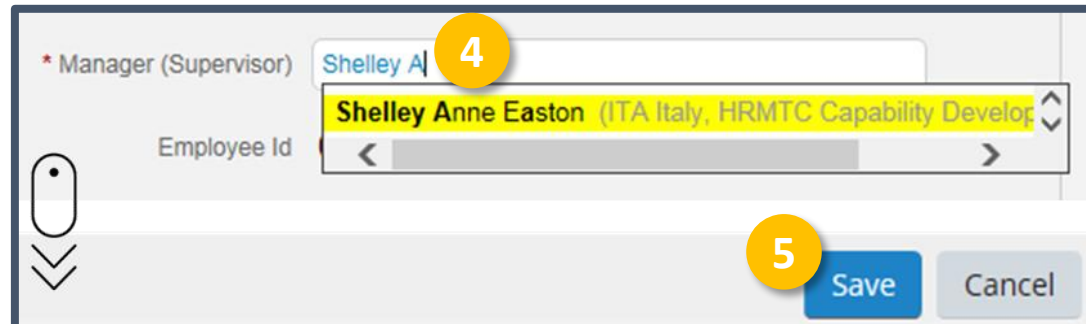 * Manager (Supervisor) Shelley A 4
Shelley Anne Easton (ITA Italy, HRMTC Capability Develop
Employee Id
5
Save Cancel